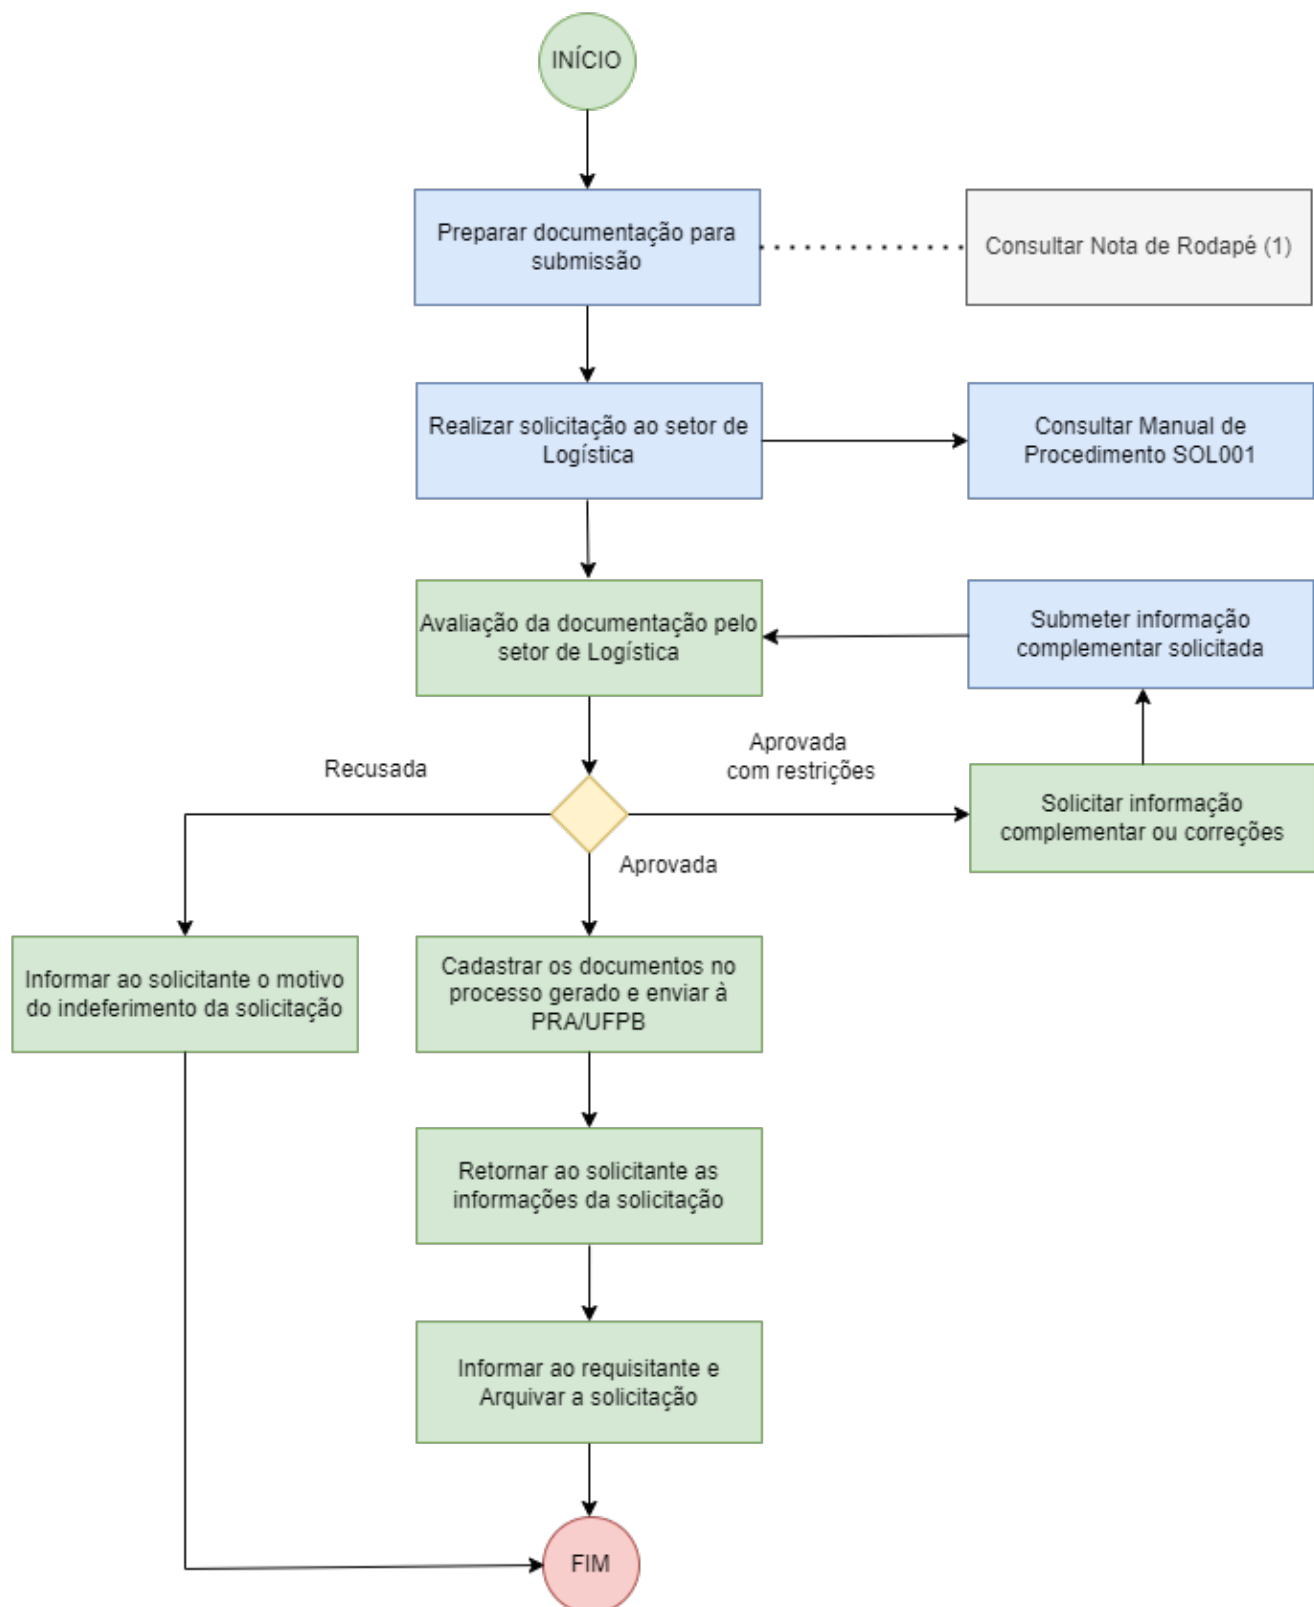 INÍCIO
Preparar documentação para
submissão
Consultar Nota de Rodapé (1)
Realizar solicitação ao setor de
Logística
Consultar Manual de
Procedimento SOL001
Avaliação da documentação pelo
setor de Logística
Submeter informação
complementar solicitada
Recusada
Aprovada
com restrições
Solicitar informação
complementar ou correções
Aprovada
Informar ao solicitante o motivo
do indeferimento da solicitação
Cadastrar os documentos no
processo gerado e enviar à
PRA/UFPB
Retornar ao solicitante as
informações da solicitação
Informar ao requisitante e
Arquivar a solicitação
FIM